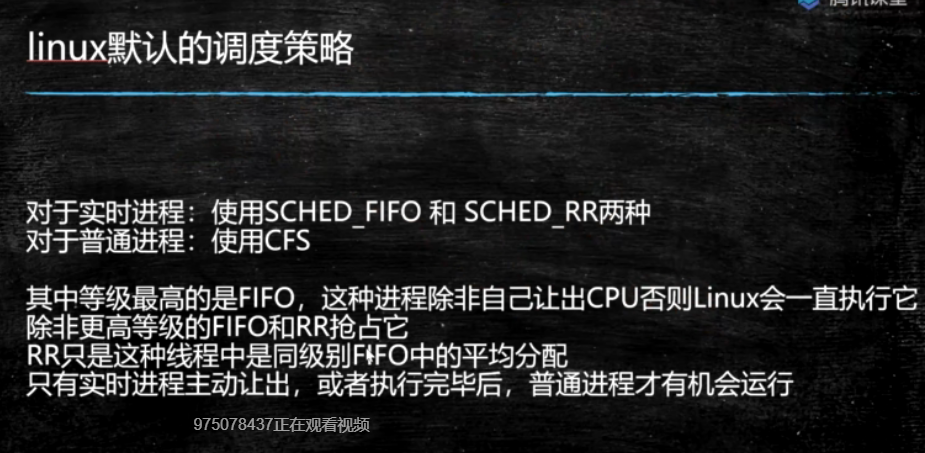 腾讯课堂
linux默认的调度策略
对于实时进程：使用SCHED_FIFO 和 SCHED_RR两种
对于普通进程：使用CFS
其中等级最高的是FIFO，这种进程除非自己让出CPU否则Linux会一直执行它
除非更高等级的FIFO和RR抢占它
RR只是这种线程中是同级别FIFO中的平均分配
只有实时进程主动让出，或者执行完毕后，普通进程才有机会运行
975078437正在观看视频